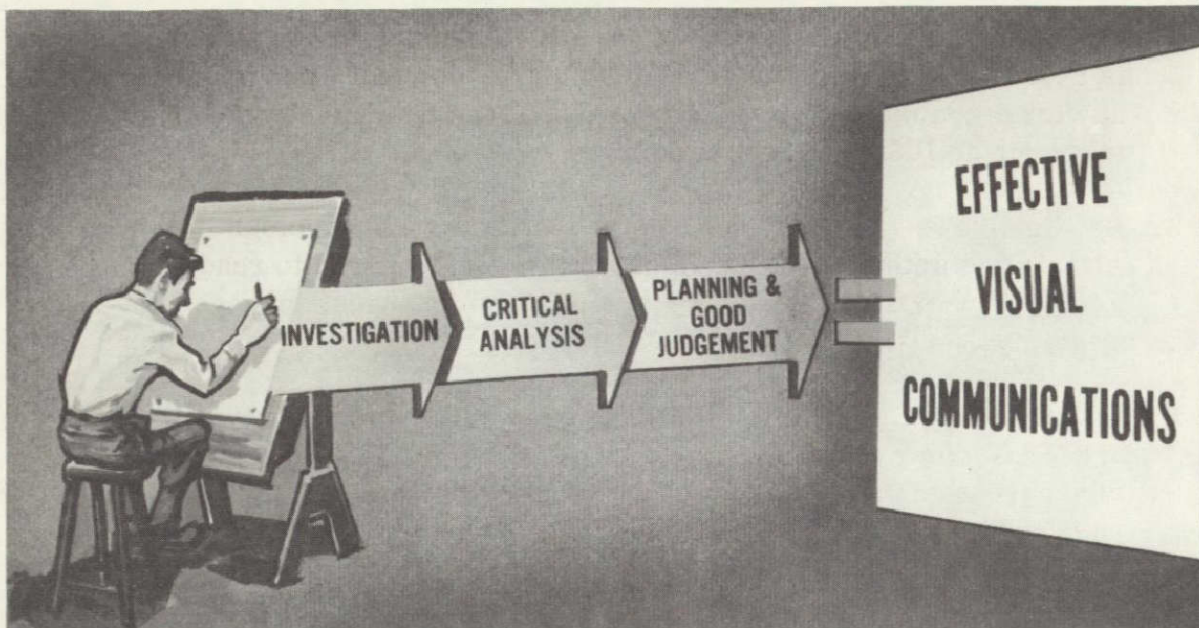 INVESTIGATION
CRITICAL
ANALYSIS
PLANNING &
GOOD
JUDGEMENT
EFFECTIVE
VISUAL
COMMUNICATIONS